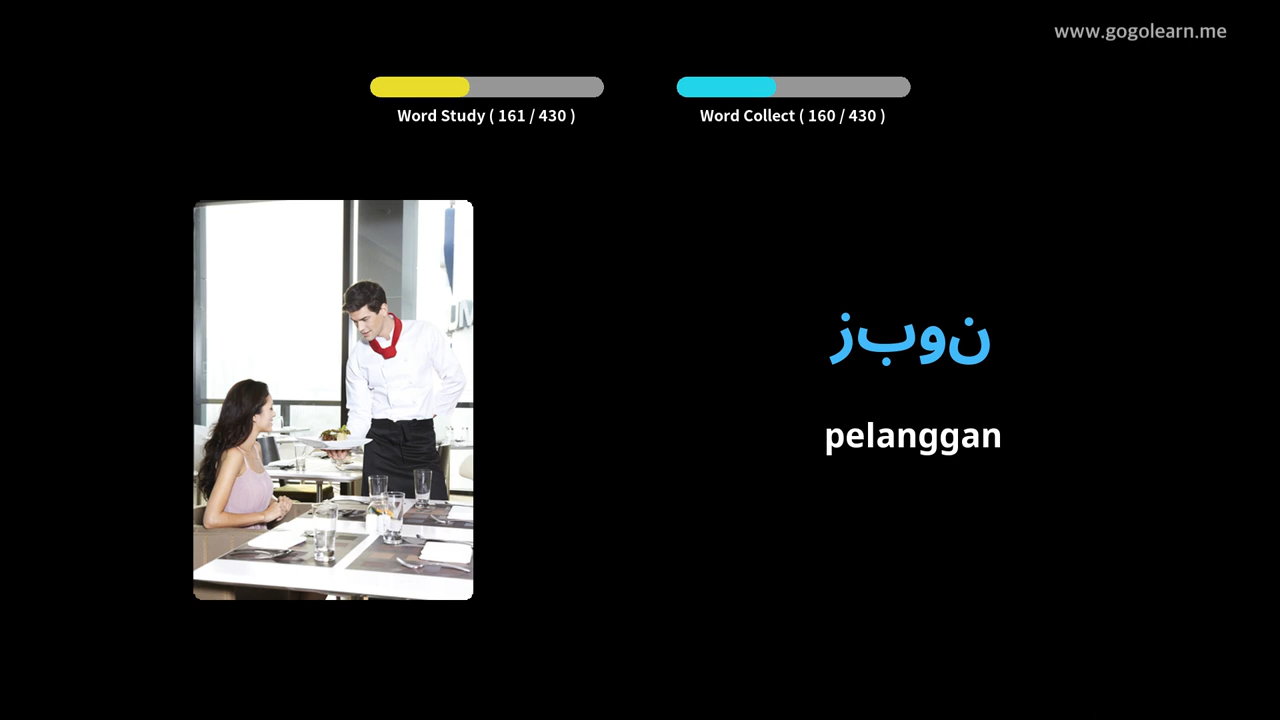 www.gogolearn.me
Word Study ( 161 / 430 )
Word Collect ( 160 / 430 )
زبون
pelanggan